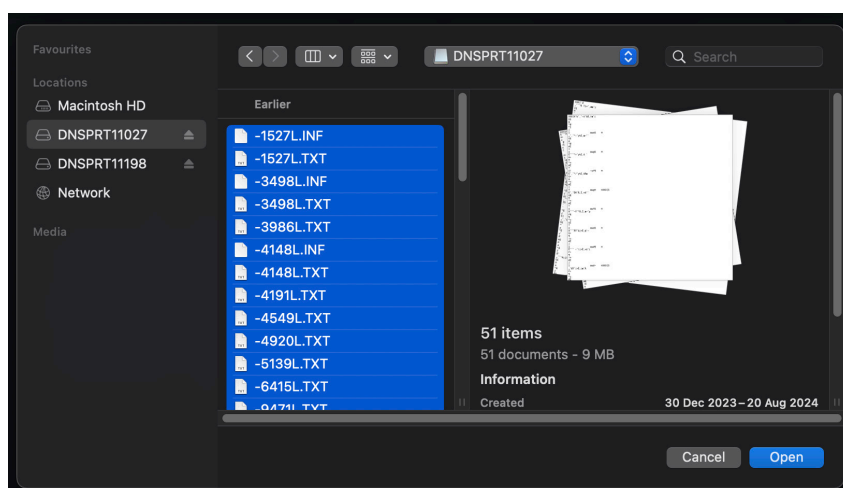 Favourites
Locations
Macintosh HD
DNSPRT11027
DNSPRT11198
Network
Media
DNSPRT11027
Search
Earlier
-1527L.INF
-1527L.TXT
-3498L.INF
-3498L.TXT
-3986L.TXT
-4148L.INF
-4148L.TXT
-4191L.TXT
-4549L.TXT
-4920L.TXT
-5139L.TXT
-6415L.TXT
-9471L.TXT
51 items
51 documents - 9 MB
Information
Created 30 Dec 2023–20 Aug 2024
Cancel Open